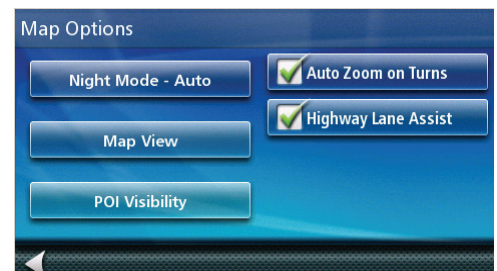 Map Options
Night Mode - Auto
Map View
POI Visibility
Auto Zoom on Turns
Highway Lane Assist